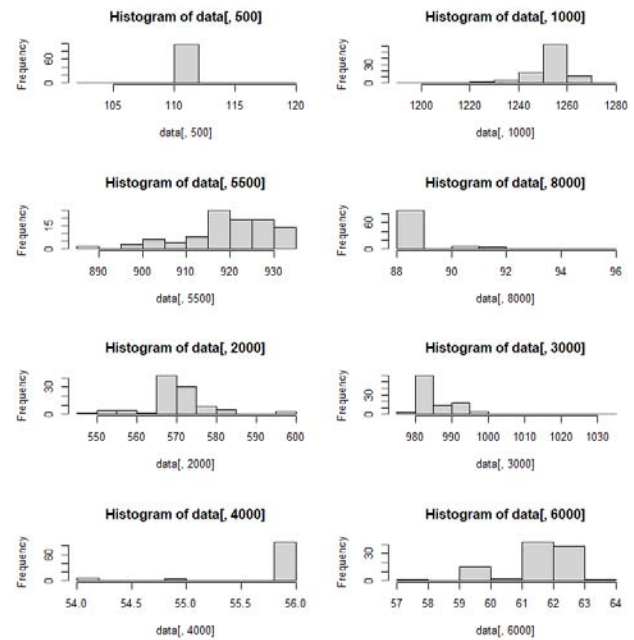 Histogram of data[, 500]
Frequency
0 60
105 110 115 120
data[, 500]
Histogram of data[, 1000]
Frequency
0 30
1200 1220 1240 1260 1280
data[, 1000]
Histogram of data[, 5500]
Frequency
0 15
890 900 910 920 930
data[, 5500]
Histogram of data[, 8000]
Frequency
0 60
88 90 92 94 96
data[, 8000]
Histogram of data[, 2000]
Frequency
0 30
550 560 570 580 590 600
data[, 2000]
Histogram of data[, 3000]
Frequency
0 30
980 990 1000 1010 1020 1030
data[, 3000]
Histogram of data[, 4000]
Frequency
0 60
54.0 54.5 55.0 55.5 56.0
data[, 4000]
Histogram of data[, 6000]
Frequency
0 30
57 58 59 60 61 62 63 64
data[, 6000]